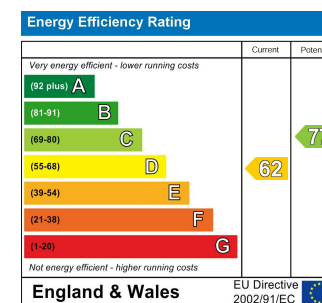 Energy Efficiency Rating
Current
Very energy efficient - lower running costs
(92 plus) A
(81-91) B
(69-80) C
(55-68) D
62
(39-54) E
(21-38) F
(1-20) G
Not energy efficient - higher running costs
England & Wales
EU Directive
2002/91/EC